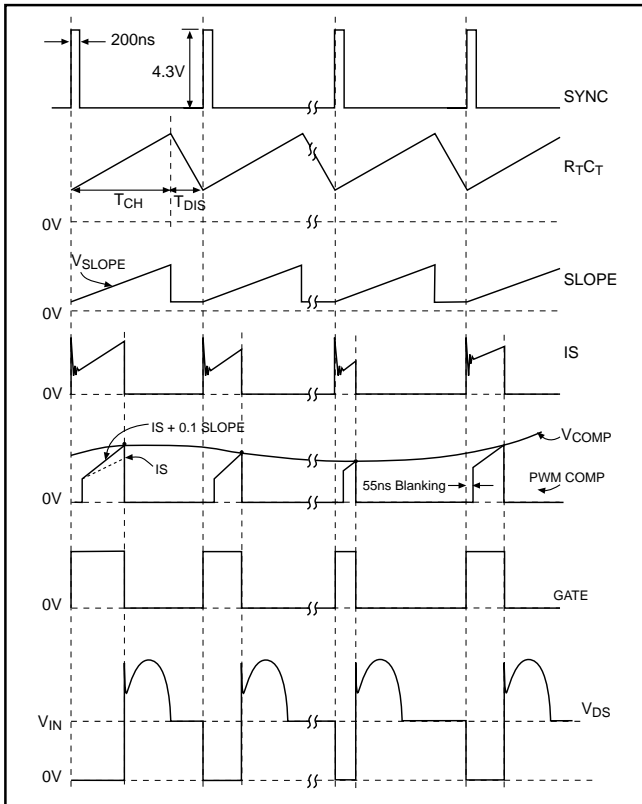 200ns
4.3V
SYNC
RTCT
TCH
TDIS
0V
VSLOPE
SLOPE
0V
IS
0V
IS + 0.1 SLOPE
VCOMP
IS
55ns Blanking
PWM COMP
0V
0V
GATE
VIN
VDS
0V